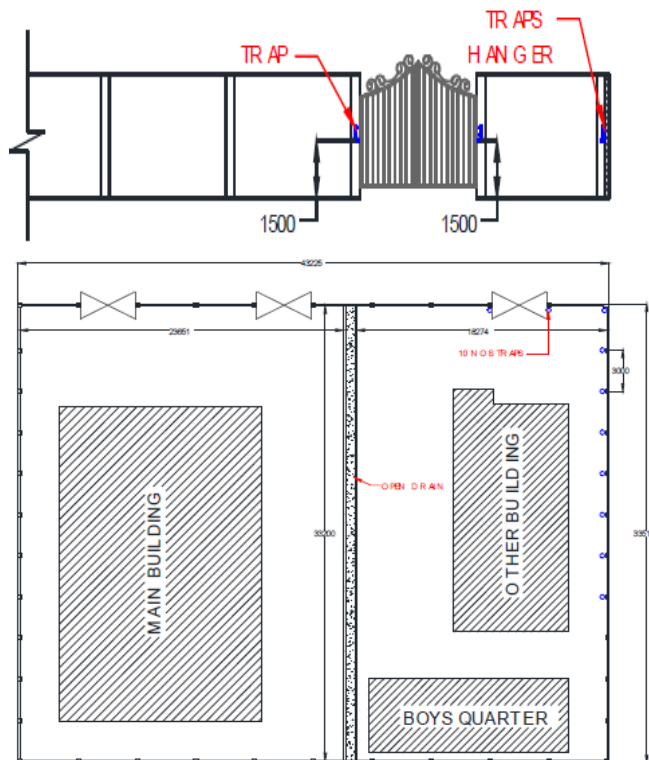 TRAPS
TRAP
HANGER
1500
1500
43225
23651
18274
10 NOS TRAPS
3000
MAIN BUILDING
OTHER BUILDING
OPEN DRAIN
33200
3351
BOYS QUARTER